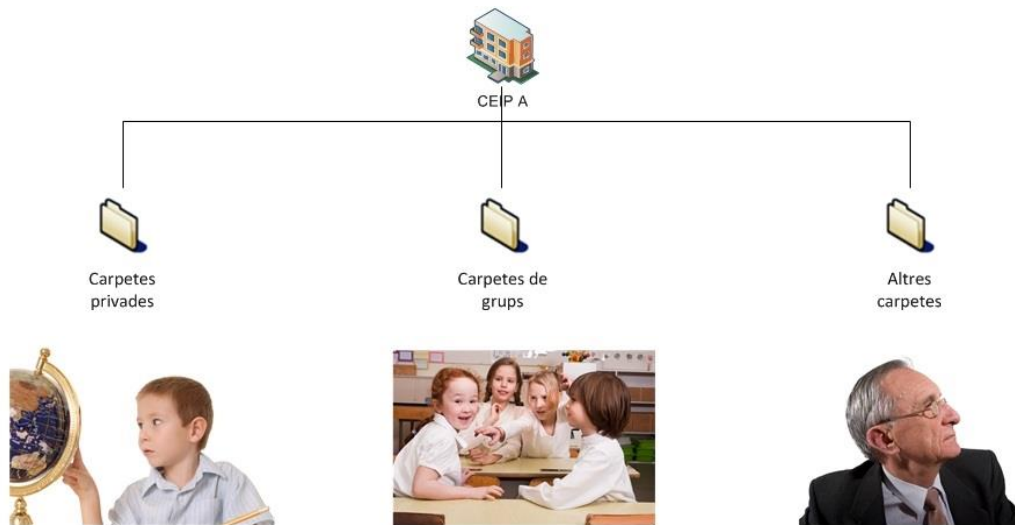 CEIP A
Carpetes
privades
Carpetes de
grups
Altres
carpetes